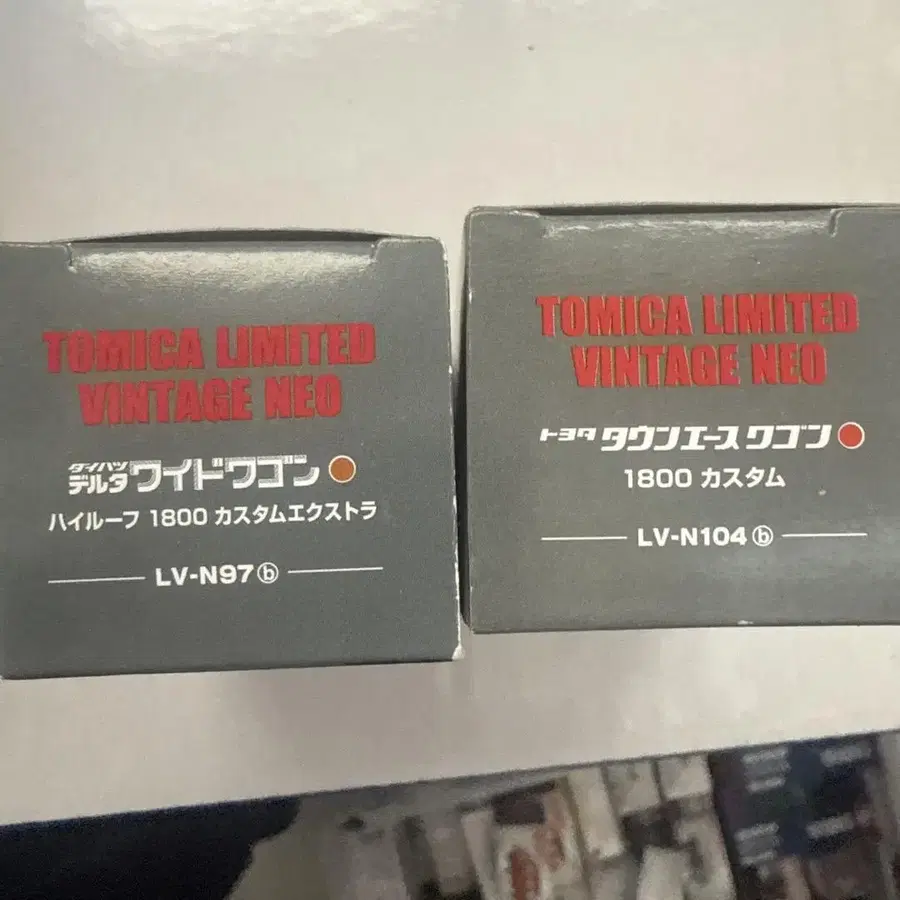 TOMICA LIMITED
VINTAGE NEO
ダイハツ
デルタワイドワゴン
ハイルーフ 1800 カスタムエクストラ
LV-N97ⓑ
TOMICA LIMITED
VINTAGE NEO
トヨタ タウンエースワゴン
1800 カスタム
LV-N104ⓑ